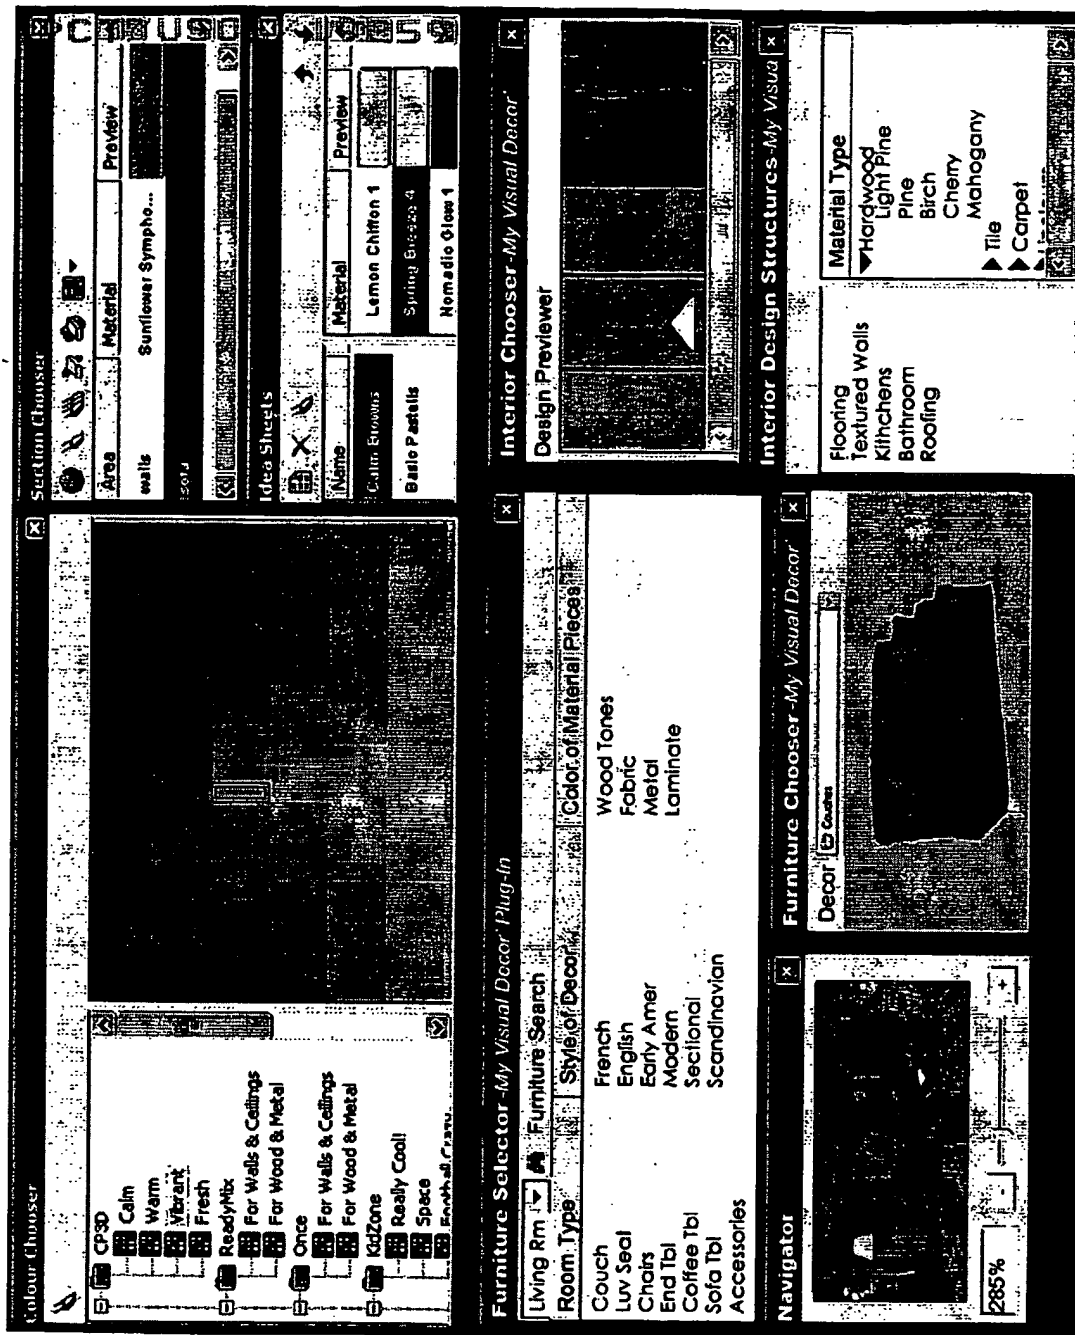 Colour Chooser
CP3D
Calm
Warm
Vibrant
Fresh
ReadyMix
For Walls & Ceilings
For Wood & Metal
Once
For Walls & Ceilings
For Wood & Metal
KidZone
Really Cool!
Space
Section Chooser
Area
Material
Preview
walls
Sunflower Sympho...
sofa
Idea Sheets
Name
Material
Preview
Calm Browns
Lemon Chiffon 1
Spring Breeze 4
Basic Pastells
Nomadic Glow 1
Furniture Selector-My Visual Decor Plug-In
Living Rm
Furniture Search
Room Type
Style of Decor
Color of Material Pieces
Couch
French
Wood Tones
Luv Seal
English
Fabric
Chairs
Early Amer
Metal
End Tbl
Modern
Laminate
Coffee Tbl
Sectional
Sofa Tbl
Scandinavian
Accessories
Interior Chooser-My Visual Decor
Design Previewer
Navigator
285%
-
+
Furniture Chooser-My Visual Decor
Decor
Couches
Interior Design Structures-My Visua
Flooring
Textured Walls
Kithchens
Bathroom
Roofing
Material Type
Hardwood
Light Pine
Pine
Birch
Cherry
Mahogany
Tile
Carpet